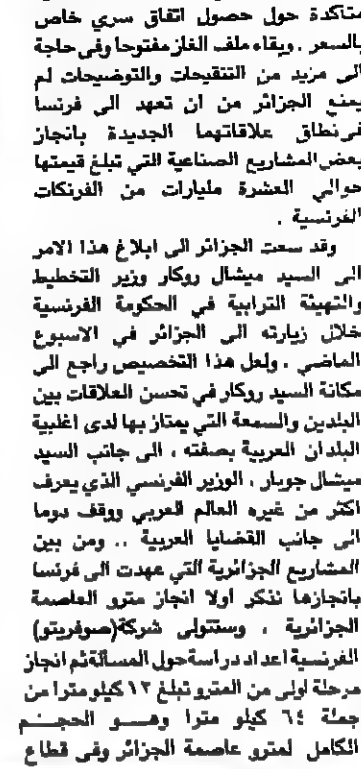 متأكدة حول حصول اتفاق سري خاص
بالسعر . وبقاء ملف الغاز مفتوحا وفي حاجة
الى مزيد من التنقيحات والتوضيحات لم
يمنع الجزائر من ان تعهد الى فرنسا
في نطاق علاقاتهما الجديدة بانجاز
بعض المشاريع الصناعية التي تبلغ قيمتها
حوالي العشرة مليارات من الفرنكات
الفرنسية .
وقد سعت الجزائر الى ابلاغ هذا الامر
الى السيد ميشال روكار وزير التخطيط
والتهيئة الترابية في الحكومة الفرنسية
خلال زيارته الى الجزائر في الاسبوع
الماضي . ولعل هذا التخصيص راجع الى
مكانة السيد روكار في تحسن العلاقات بين
البلدين والسمعة التي يمتاز بها لدى اغلبية
البلدان العربية بصفته ، الى جانب السيد
ميشال جوبار ، الوزير الفرنسي الذي يعرف
اكثر من غيره العالم العربي ووقف دوما
الى جانب القضايا العربية .. ومن بين
المشاريع الجزائرية التي عهدت الى فرنسا
بانجازها نذكر اولا انجاز مترو العاصمة
الجزائرية ، وستتولى شركة (صوفريتو)
الفرنسية اعداد دراسة حول المسألة ثم انجاز
مرحلة اولى من المترو تبلغ ١٢ كيلو مترا من
جملة ٦٤ كيلو مترا وهــو الحجــم
الكامل لمترو عاصمة الجزائر وفي قطاع